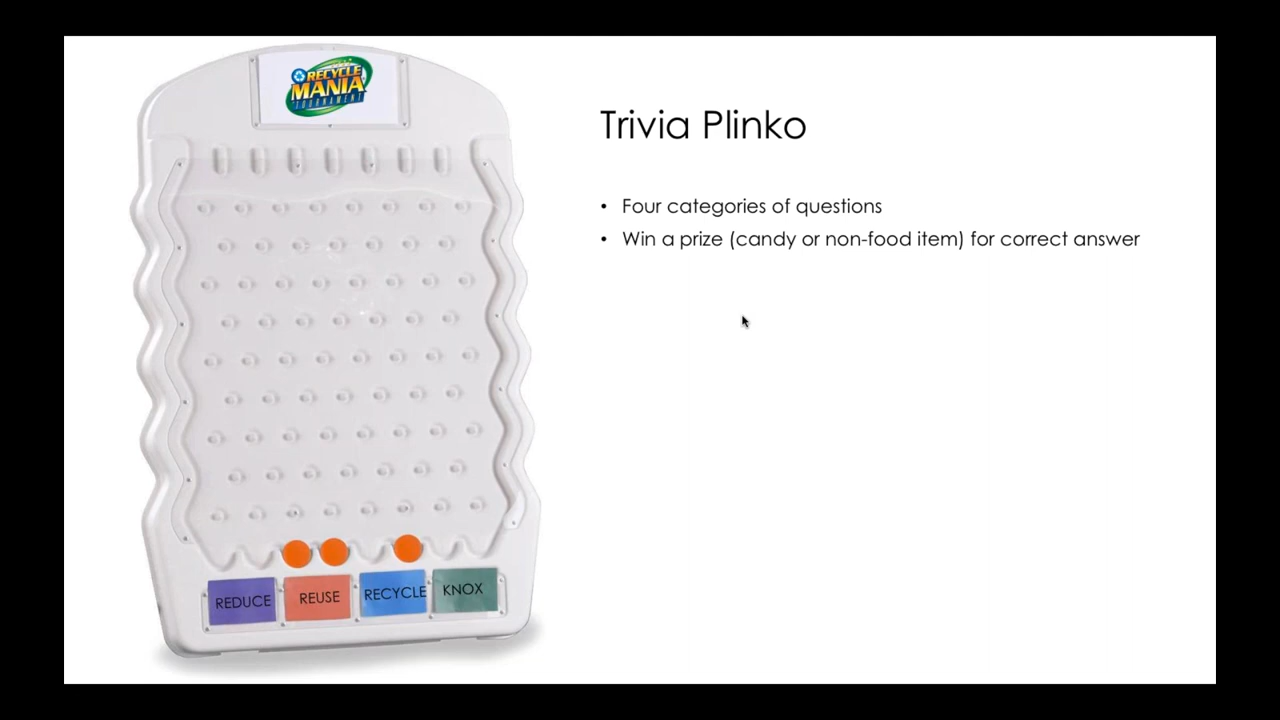 RECYCLE
MANIA
TOURNAMENT
Trivia Plinko
• Four categories of questions
• Win a prize (candy or non-food item) for correct answer
REDUCE
REUSE
RECYCLE
KNOX